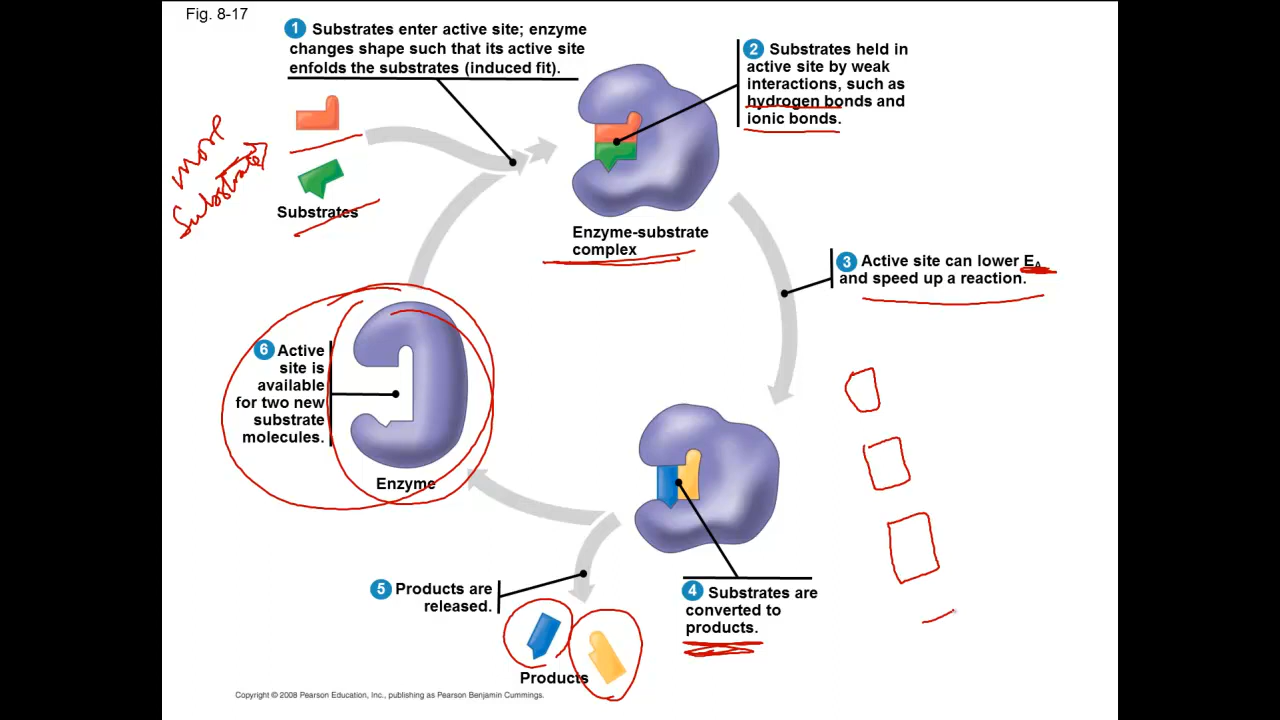 Fig. 8-17
1 Substrates enter active site; enzyme
changes shape such that its active site
enfolds the substrates (induced fit).
2 Substrates held in
active site by weak
interactions, such as
hydrogen bonds and
ionic bonds.
more
Substrate
Substrates
Enzyme-substrate
complex
3 Active site can lower EA
and speed up a reaction.
6 Active
site is
available
for two new
substrate
molecules.
Enzyme
5 Products are
released.
4 Substrates are
converted to
products.
Products
Copyright © 2008 Pearson Education, Inc., publishing as Pearson Benjamin Cummings.